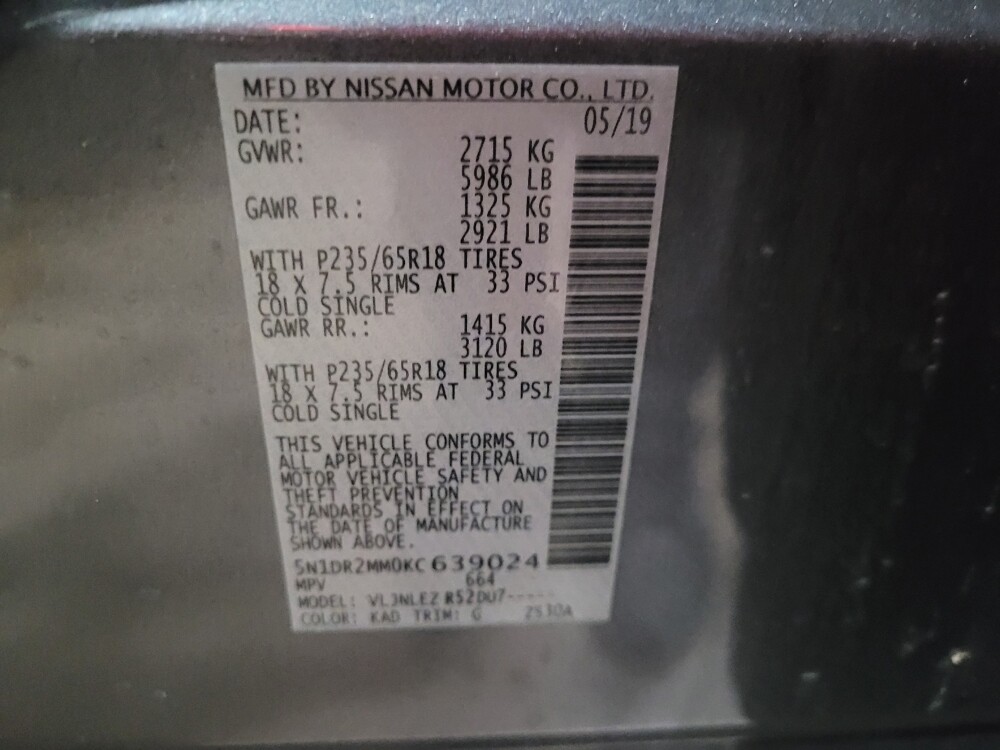 MFD BY NISSAN MOTOR CO., LTD.
DATE: 05/19
GVWR: 2715 KG
5986 LB
GAWR FR.: 1325 KG
2921 LB
WITH P235/65R18 TIRES
18 X 7.5 RIMS AT 33 PSI
COLD SINGLE
GAWR RR.: 1415 KG
3120 LB
WITH P235/65R18 TIRES
18 X 7.5 RIMS AT 33 PSI
COLD SINGLE
THIS VEHICLE CONFORMS TO
ALL APPLICABLE FEDERAL
MOTOR VEHICLE SAFETY AND
THEFT PREVENTION
STANDARDS IN EFFECT ON
THE DATE OF MANUFACTURE
SHOWN ABOVE.
5N1DR2MM0KC639024
MPV 664
MODEL: R52DU7-----
COLOR: KAD TRIM: G